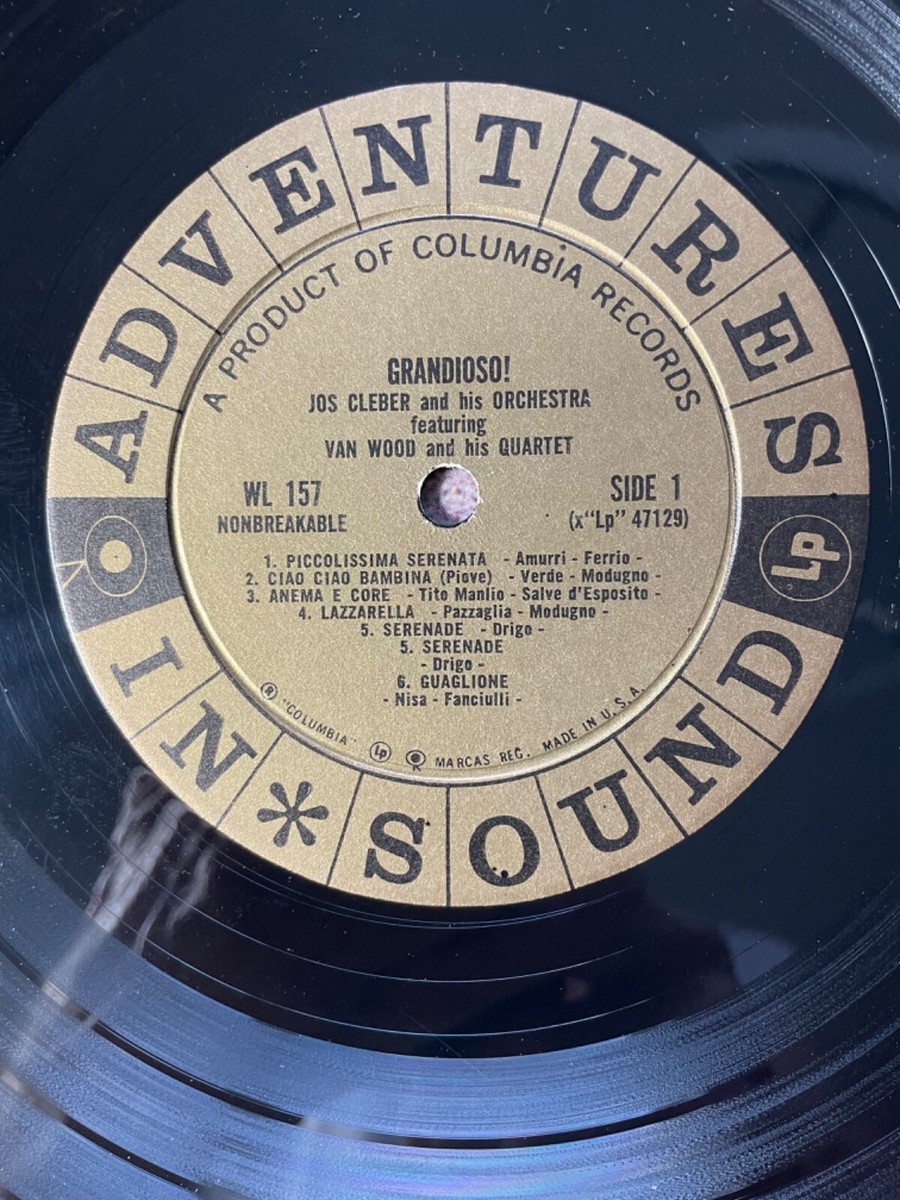 ADVENTURES
IN * SOUND
Lp
A PRODUCT OF COLUMBIA RECORDS
GRANDIOSO!
JOS CLEBER and his ORCHESTRA
featuring
VAN WOOD and his QUARTET
WL 157
NONBREAKABLE
SIDE 1
(x"Lp" 47129)
1. PICCOLISSIMA SERENATA - Amurri - Ferrio -
2. CIAO CIAO BAMBINA (Piove) - Verde - Modugno -
3. ANEMA E CORE - Tito Manlio - Salve d'Esposito -
4. LAZZARELLA - Pazzaglia - Modugno -
5. SERENADE - Drigo -
5. SERENADE
- Drigo -
6. GUAGLIONE
- Nisa - Fanciulli -
® "COLUMBIA" Lp MARCAS REG. MADE IN U.S.A.